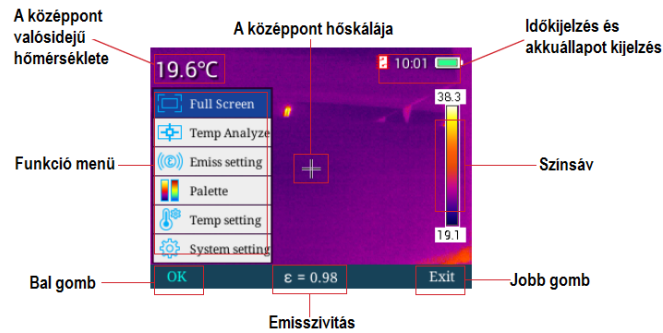 A középpont
valósidejű
hőmérséklete
A középpont hőskálája
Időkijelzés és
akkuállapot kijelzés
19.6°C
10:01
38.3
Full Screen
Temp Analyze
Emiss setting
Palette
Temp setting
System setting
Funkció menü
Színsáv
19.1
Bal gomb
OK
ε = 0.98
Exit
Jobb gomb
Emisszivitás